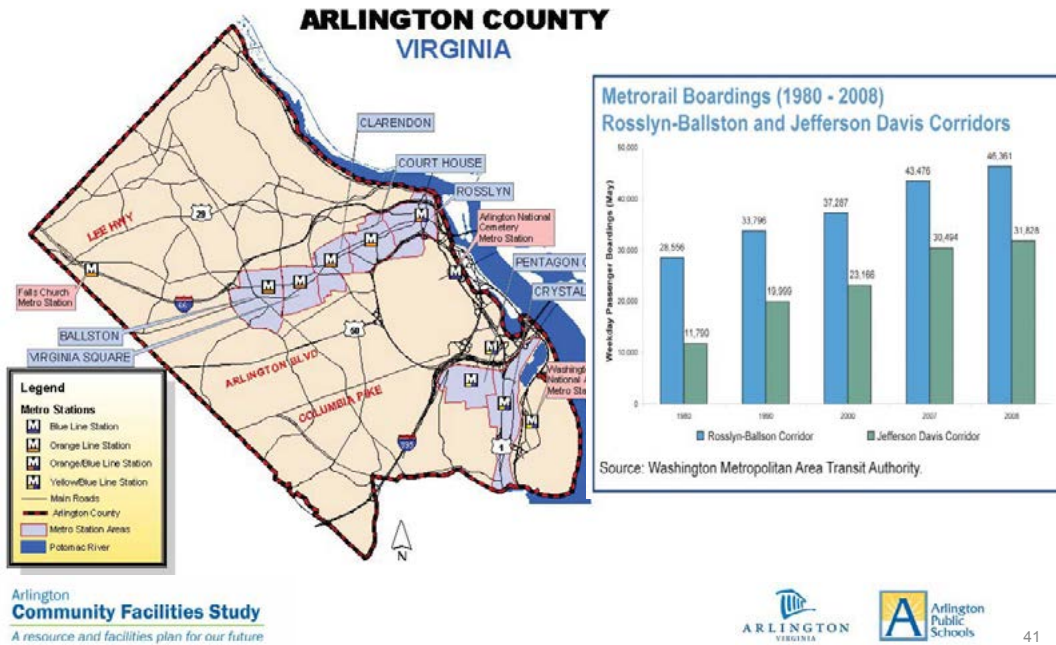 ARLINGTON COUNTY
VIRGINIA
CLARENDON
COURT HOUSE
ROSSLYN
Arlington National
Cemetery
Metro Station
PENTAGON C
CRYSTAL
LEE HWY
29
Falls Church
Metro Station
66
BALLSTON
VIRGINIA SQUARE
50
ARLINGTON BLVD
COLUMBIA PIKE
Washingt
National A
Metro Sta
395
1
N
Legend
Metro Stations
M Blue Line Station
M Orange Line Station
M Orange/Blue Line Station
M Yellow/Blue Line Station
Main Roads
Arlington County
Metro Station Areas
Potomac River
Metrorail Boardings (1980 - 2008)
Rosslyn-Ballston and Jefferson Davis Corridors
Weekday Passenger Boardings (May)
50,000
40,000
30,000
20,000
10,000
0
28,556
11,790
33,796
19,999
37,287
23,166
43,476
30,494
46,361
31,828
1980
1990
2000
2007
2008
Rosslyn-Ballson Corridor
Jefferson Davis Corridor
Source: Washington Metropolitan Area Transit Authority.
Arlington
Community Facilities Study
A resource and facilities plan for our future
ARLINGTON
VIRGINIA
A
Arlington
Public
Schools
41